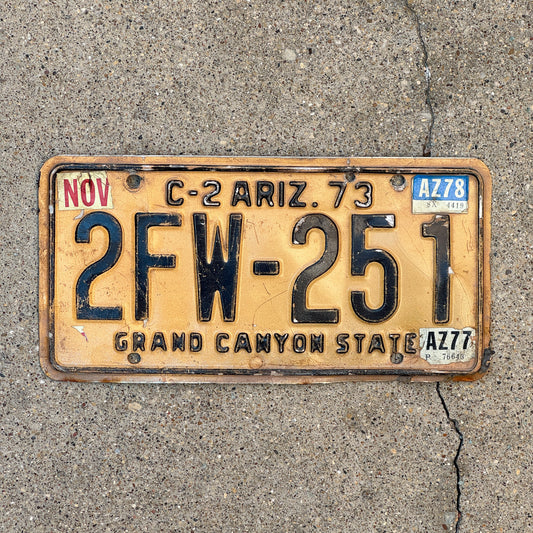 NOV
C-2 ARIZ. 73
AZ78
2FW-251
GRAND CANYON STATE
AZ77